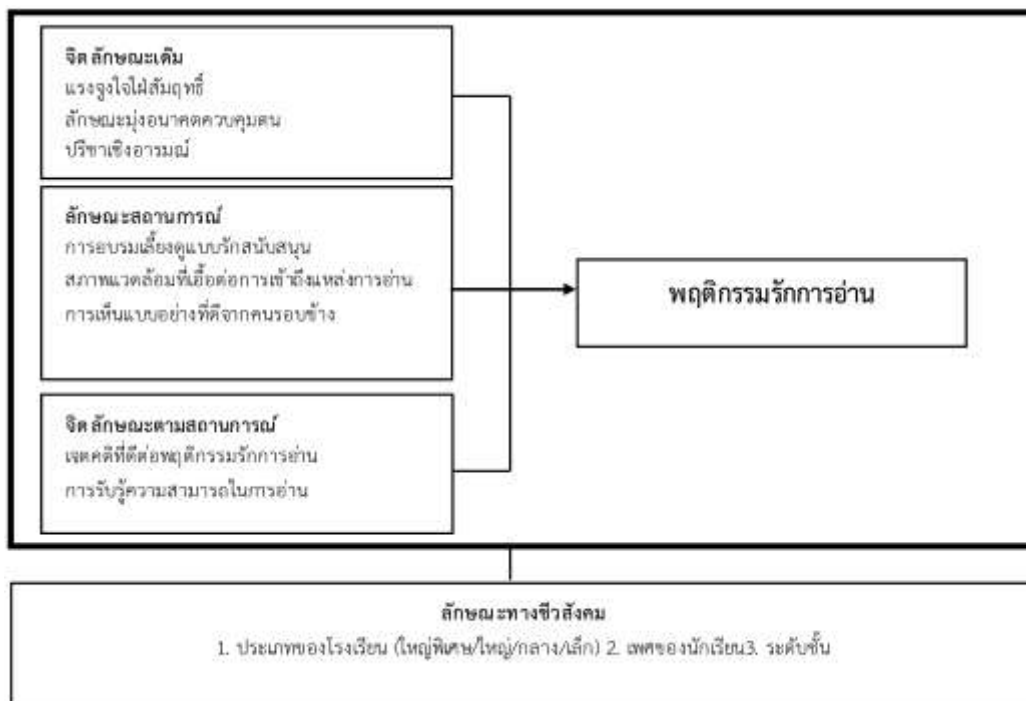 จิตลักษณะเดิม
แรงจูงใจใฝ่สัมฤทธิ์
ลักษณะมุ่งอนาคตควบคุมตน
ปรีชาเชิงอารมณ์
ลักษณะสถานการณ์
การอบรมเลี้ยงดูแบบรักสนับสนุน
สภาพแวดล้อมที่เอื้อต่อการเข้าถึงแหล่งการอ่าน
การเห็นแบบอย่างที่ดีจากคนรอบข้าง
พฤติกรรมรักการอ่าน
จิตลักษณะตามสถานการณ์
เจตคติที่ดีต่อพฤติกรรมรักการอ่าน
การรับรู้ความสามารถในการอ่าน
ลักษณะทางชีวสังคม
1. ประเภทของโรงเรียน (ใหญ่พิเศษ/ใหญ่/กลาง/เล็ก) 2. เพศของนักเรียน3. ระดับชั้น